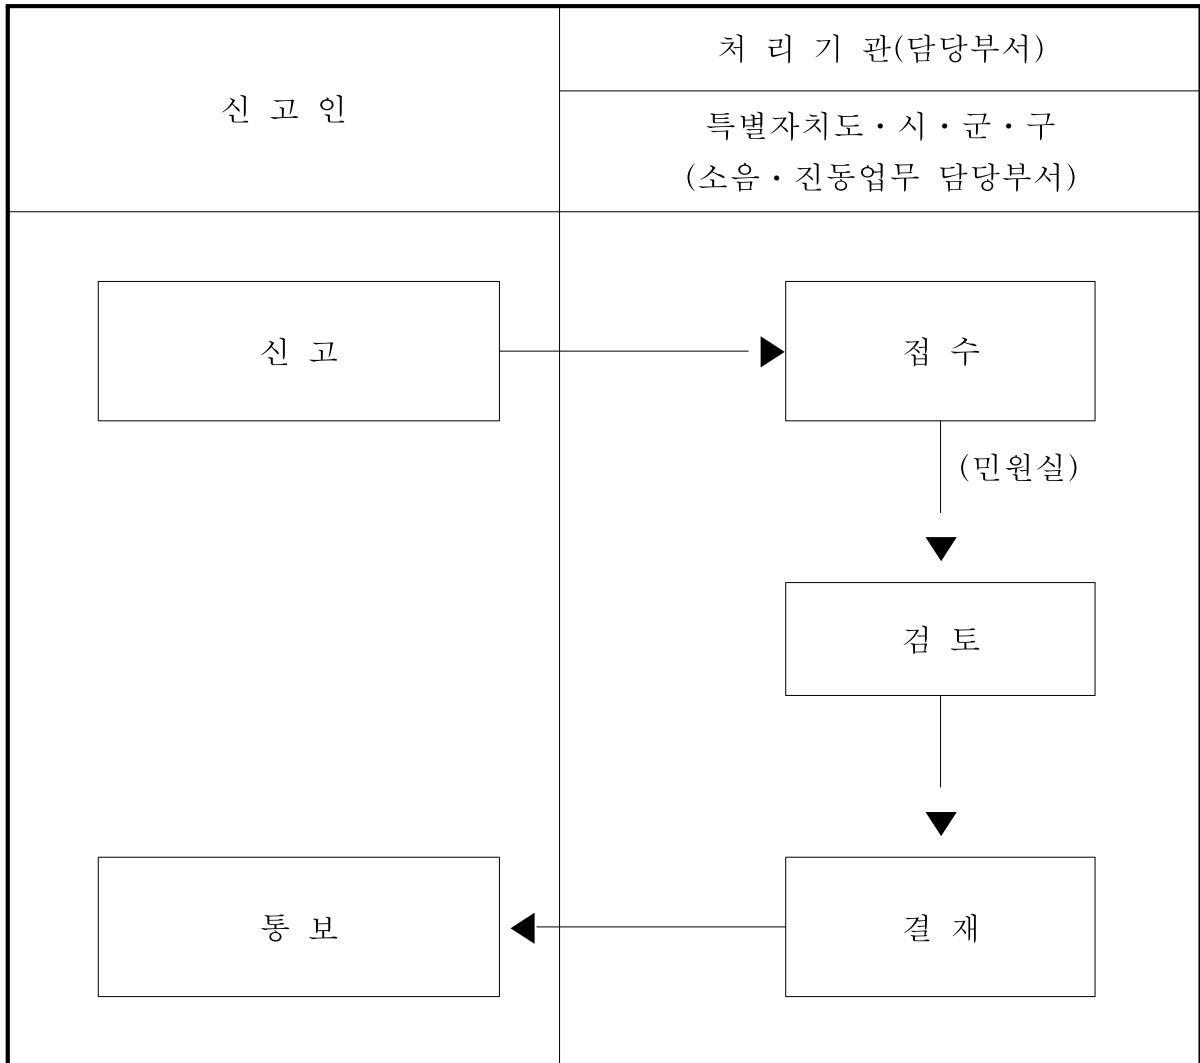 신 고 인
처 리 기 관(담당부서)
특별자치도·시·군·구
(소음·진동업무 담당부서)
신 고
접 수
(민원실)
검 토
통 보
결 재